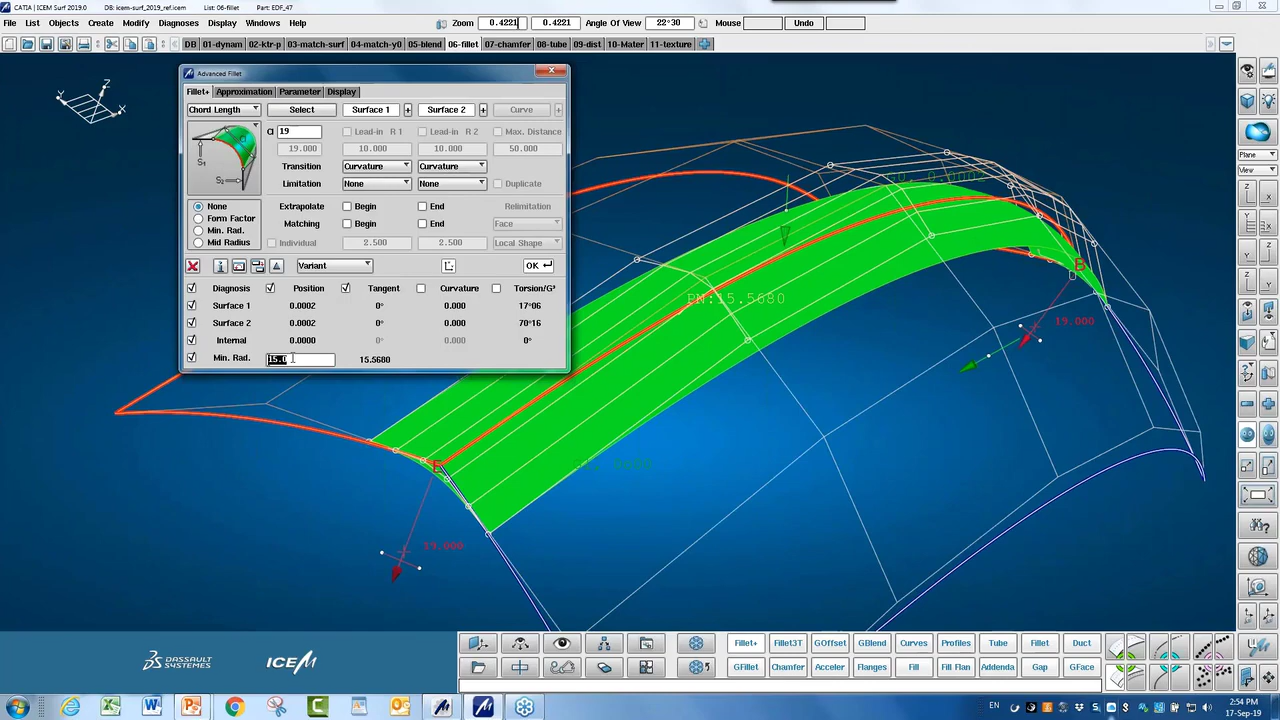 CATIA | ICEM Surf 2019.0 DB: icem-surf_2019_ref.icem List: 06-fillet Part: EDF_47
List Objects Create Modify Diagnoses Display Windows Help Zoom 0.4221 0.4221 Angle Of View 22°30 Mouse Undo
DB 01-dynam 02-ktr-p 03-match-surf 04-match-y0 05-blend 06-fillet 07-chamfer 08-tube 09-dist 10-Mater 11-texture
Advanced Fillet
Fillet+ Approximation Parameter Display
Chord Length Select Surface 1 + Surface 2 + Curve +
Cl 19 Lead-in R 1 Lead-in R 2 Max. Distance
19.000 10.000 10.000 50.000
Transition Curvature Curvature
Limitation None None Duplicate
S1
S2
None Extrapolate Begin End Relimitation
Form Factor Matching Begin End Face
Min. Rad.
Mid Radius Individual 2.500 2.500 Local Shape
Variant OK
Diagnosis Position Tangent Curvature Torsion/G³
Surface 1 0.0002 0° 0.000 17°06
Surface 2 0.0002 0° 0.000 70°16
Internal 0.0000 0° 0.000 0°
Min. Rad. 15.0 15.5680
Z
X
Y
Plane
View
RN:15.5680
B
19.000
E
19.000
DASSAULT SYSTEMES
ICEM
Fillet+ Fillet3T GOffset GBlend Curves Profiles Tube Fillet Duct
GFillet Chamfer Acceler Flanges Fill Fill Flan Addenda Gap GFace
EN 2:54 PM
17-Sep-19